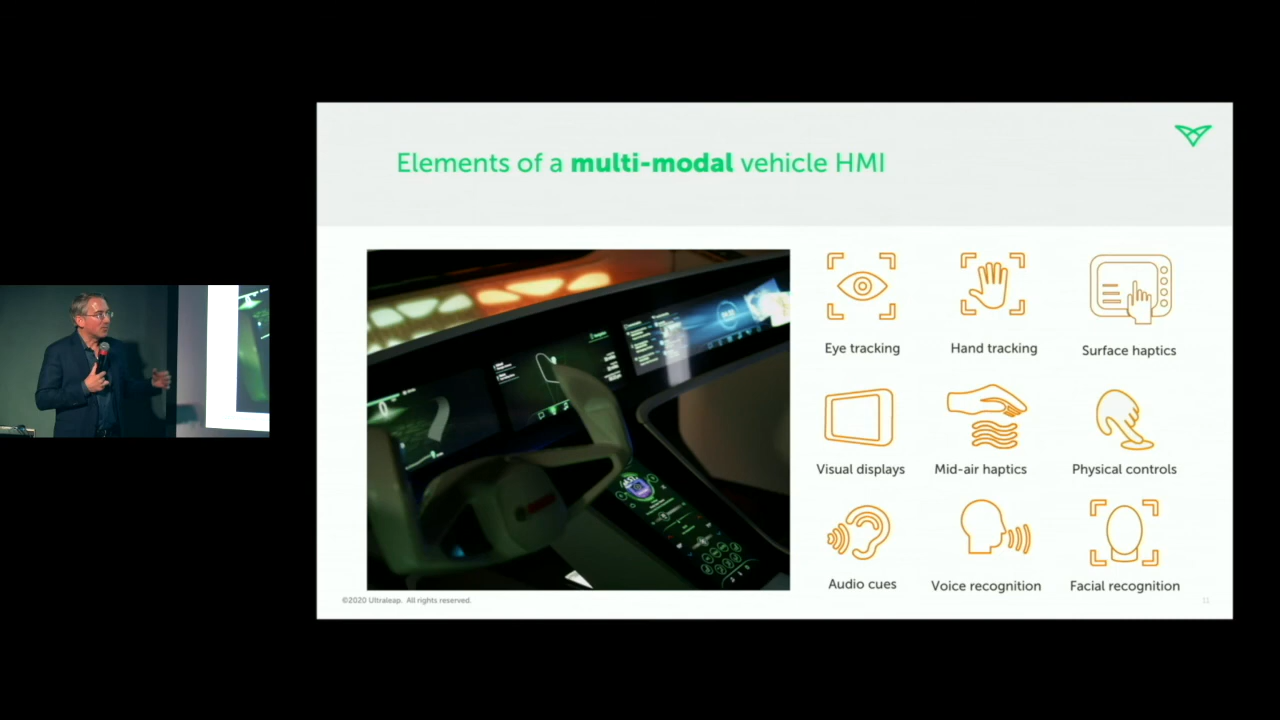 Elements of a multi-modal vehicle HMI
Eye tracking
Hand tracking
Surface haptics
Visual displays
Mid-air haptics
Physical controls
Audio cues
Voice recognition
Facial recognition
©2020 Ultraleap. All rights reserved.
11